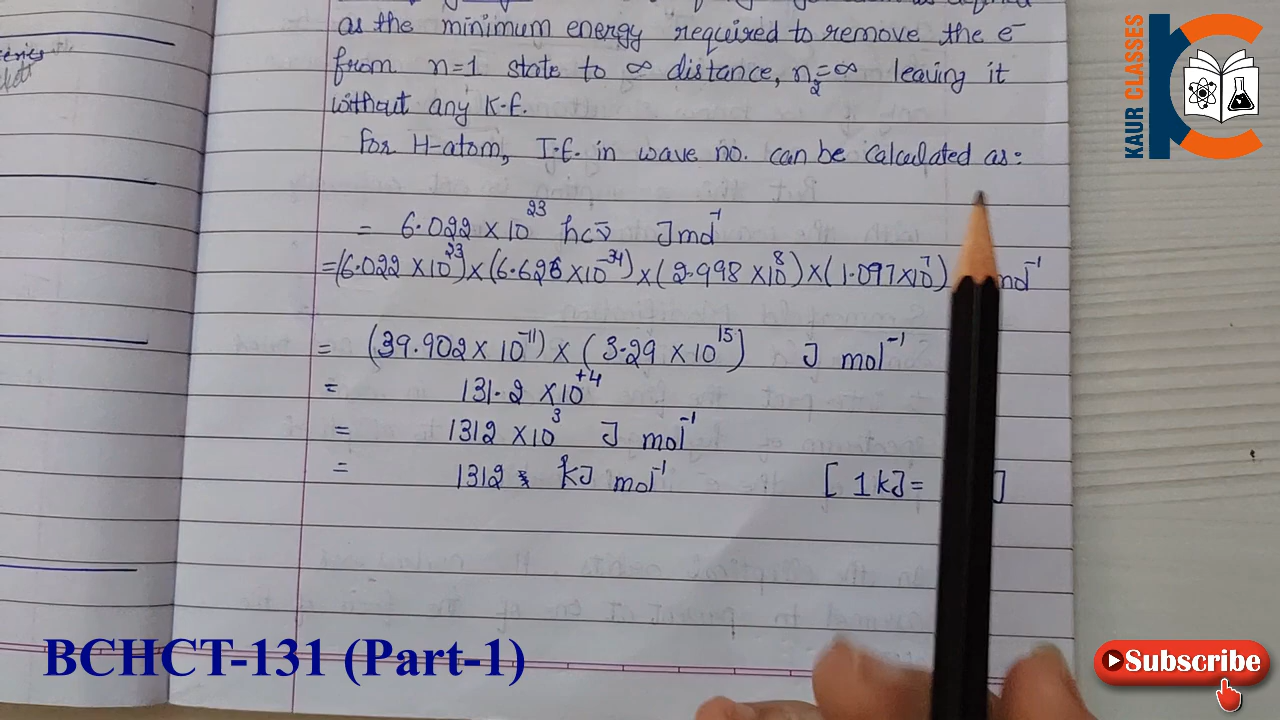 as the minimum energy required to remove the e⁻
from n=1 state to ∞ distance, n₂=∞ leaving it
without any K.E.
For H-atom, I.E. in wave no. can be calculated as:
= 6.022 × 10²³ hcν̄ J mol⁻¹
=(6.022 × 10²³) × (6.626 × 10⁻³⁴) × (2.998 × 10⁸) × (1.097 × 10⁷) mol⁻¹
= (39.902 × 10⁻¹¹) × (3.29 × 10¹⁵) J mol⁻¹
= 131.2 × 10⁺⁴
= 1312 × 10³ J mol⁻¹
= 1312 kJ mol⁻¹ [ 1 kJ = ]
KAUR CLASSES
BCHCT-131 (Part-1)
Subscribe